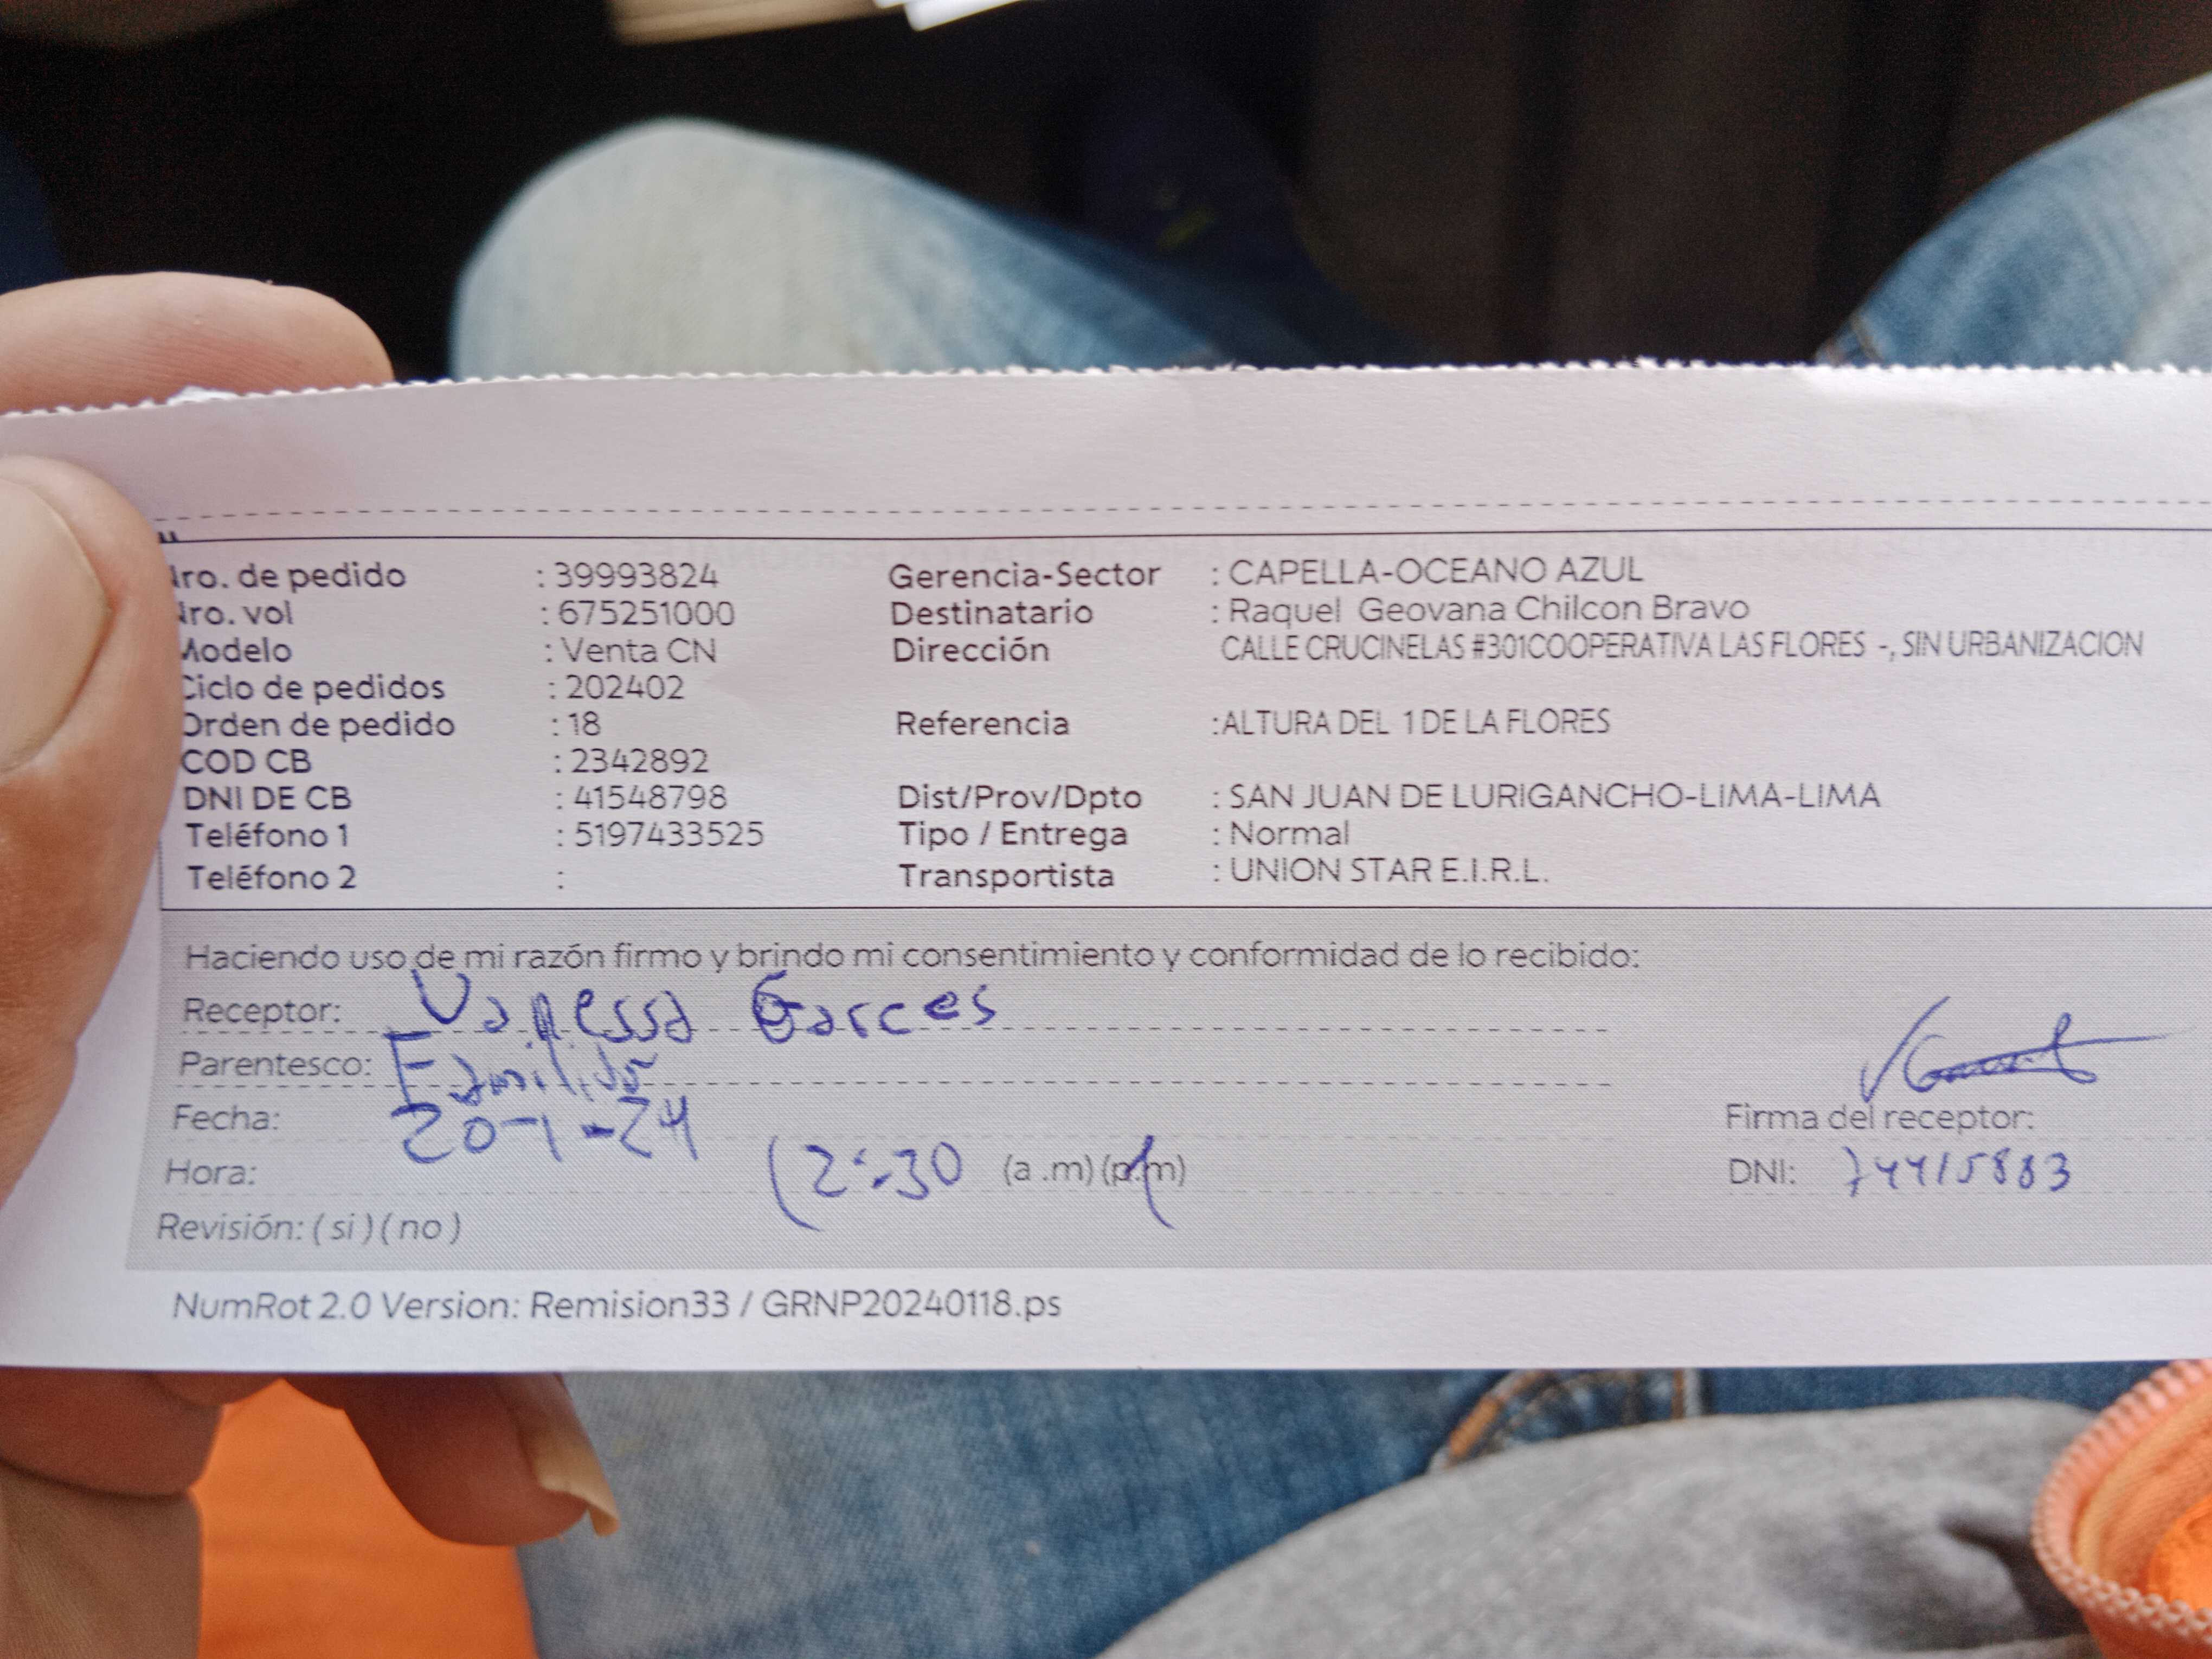 Nro. de pedido : 39993824 Gerencia-Sector : CAPELLA-OCEANO AZUL
Nro. vol : 675251000 Destinatario : Raquel Geovana Chilcon Bravo
Modelo : Venta CN Dirección CALLE CRUCINELAS #301COOPERATIVA LAS FLORES -, SIN URBANIZACION
Ciclo de pedidos : 202402
Orden de pedido : 18 Referencia :ALTURA DEL 1 DE LA FLORES
COD CB : 2342892
DNI DE CB : 41548798 Dist/Prov/Dpto : SAN JUAN DE LURIGANCHO-LIMA-LIMA
Teléfono 1 : 5197433525 Tipo / Entrega : Normal
Teléfono 2 : Transportista : UNION STAR E.I.R.L.
Haciendo uso de mi razón firmo y brindo mi consentimiento y conformidad de lo recibido:
Receptor: Vanessa Garces
Parentesco: Familiar
Fecha: 20-1-24 Firma del receptor:
Hora: 12:30 (a .m) (p.m) DNI: 74415883
Revisión: ( si ) ( no )
NumRot 2.0 Version: Remision33 / GRNP20240118.ps